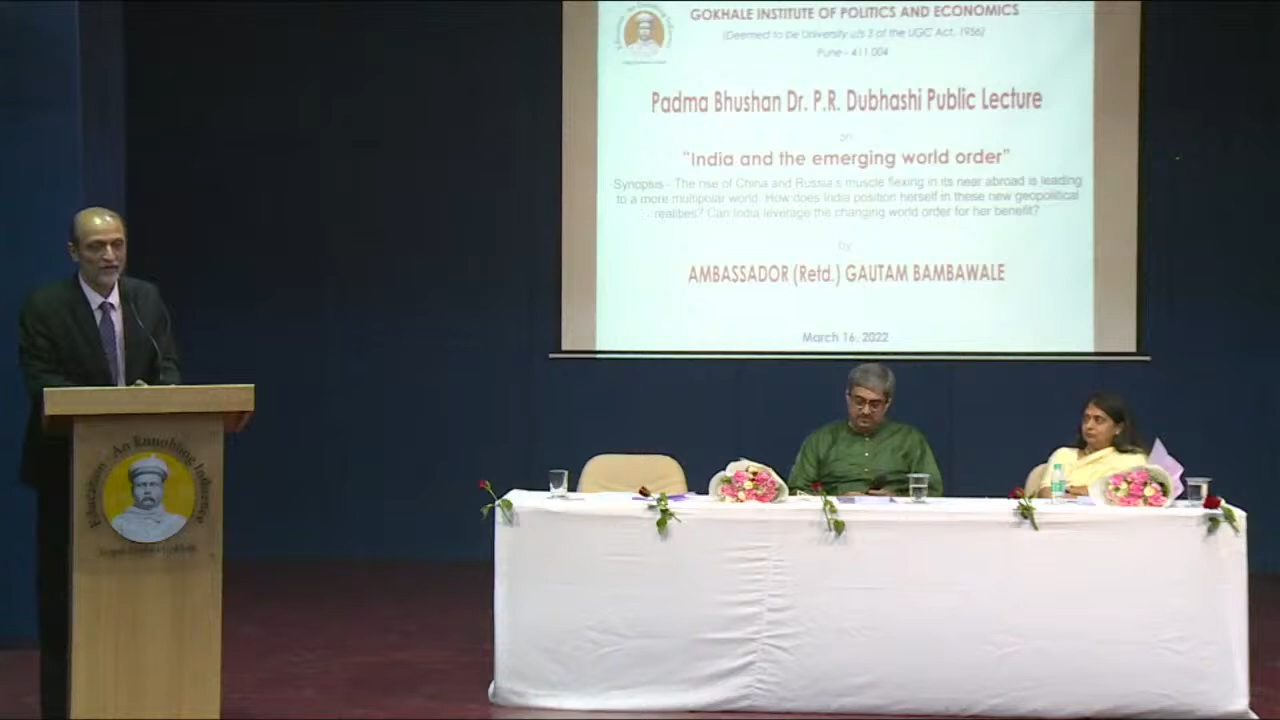 GOKHALE INSTITUTE OF POLITICS AND ECONOMICS
(Deemed to be University u/s 3 of the UGC Act, 1956)
Pune - 411 004
Padma Bhushan Dr. P.R. Dubhashi Public Lecture
on
"India and the emerging world order"
Synopsis - The rise of China and Russia's muscle flexing in its near abroad is leading
to a more multipolar world. How does India position herself in these new geopolitical
realities? Can India leverage the changing world order for her benefit?
by
AMBASSADOR (Retd.) GAUTAM BAMBAWALE
March 16, 2022
Education - An Ennobling Influence